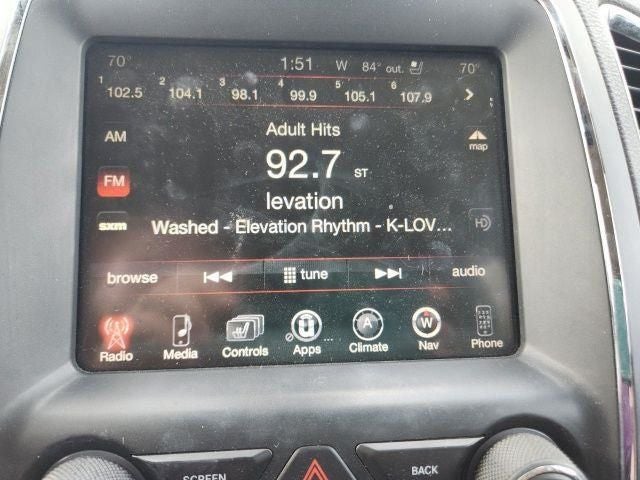 70° 1:51 W 84° out. 70°
1 102.5 2 104.1 3 98.1 4 99.9 5 105.1 6 107.9
AM Adult Hits map
FM 92.7 ST
levation
sxm Washed - Elevation Rhythm - K-LOV... HD
browse tune audio
Radio Media Controls Apps ... Climate Nav Phone
A W
SCREEN BACK